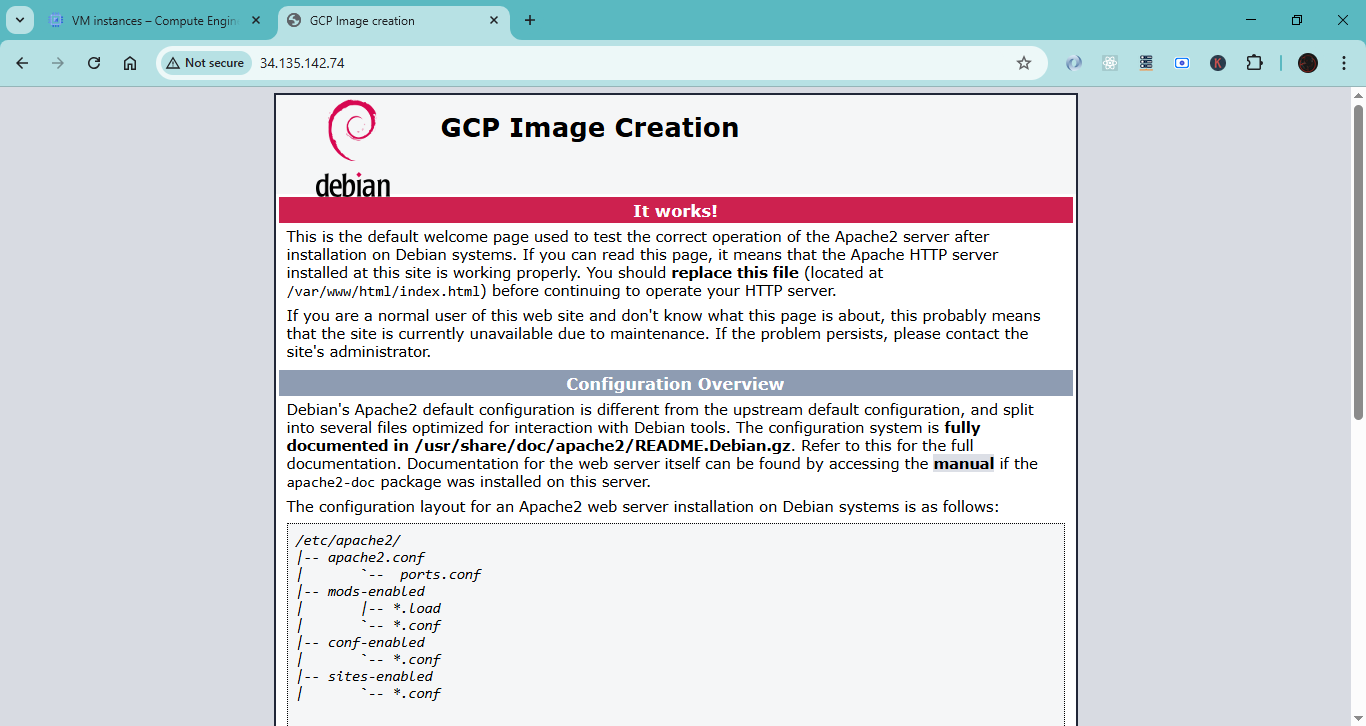 VM instances – Compute Engin
GCP Image creation
Not secure
34.135.142.74
K
debian
GCP Image Creation
It works!
This is the default welcome page used to test the correct operation of the Apache2 server after
installation on Debian systems. If you can read this page, it means that the Apache HTTP server
installed at this site is working properly. You should replace this file (located at
/var/www/html/index.html) before continuing to operate your HTTP server.
If you are a normal user of this web site and don't know what this page is about, this probably means
that the site is currently unavailable due to maintenance. If the problem persists, please contact the
site's administrator.
Configuration Overview
Debian's Apache2 default configuration is different from the upstream default configuration, and split
into several files optimized for interaction with Debian tools. The configuration system is fully
documented in /usr/share/doc/apache2/README.Debian.gz. Refer to this for the full
documentation. Documentation for the web server itself can be found by accessing the manual if the
apache2-doc package was installed on this server.
The configuration layout for an Apache2 web server installation on Debian systems is as follows:
/etc/apache2/
|-- apache2.conf
|       `--  ports.conf
|-- mods-enabled
|       |-- *.load
|       `-- *.conf
|-- conf-enabled
|       `-- *.conf
|-- sites-enabled
|       `-- *.conf